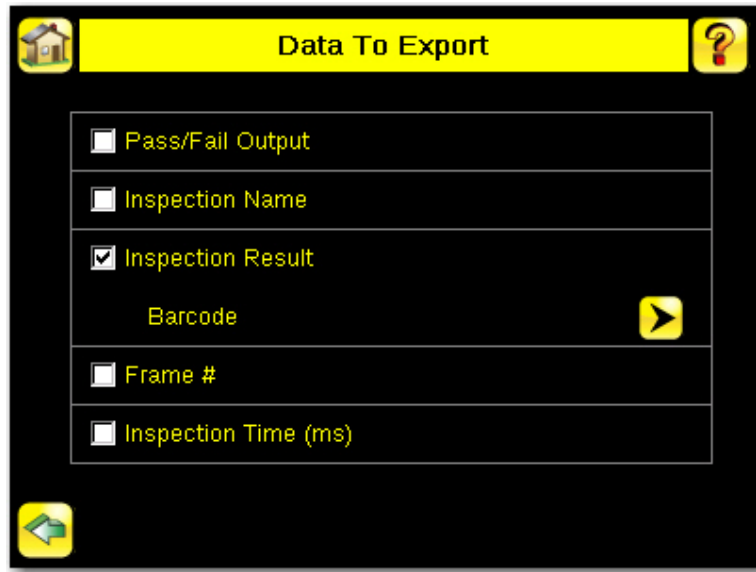 Data To Export
Pass/Fail Output
Inspection Name
Inspection Result
Barcode
Frame #
Inspection Time (ms)